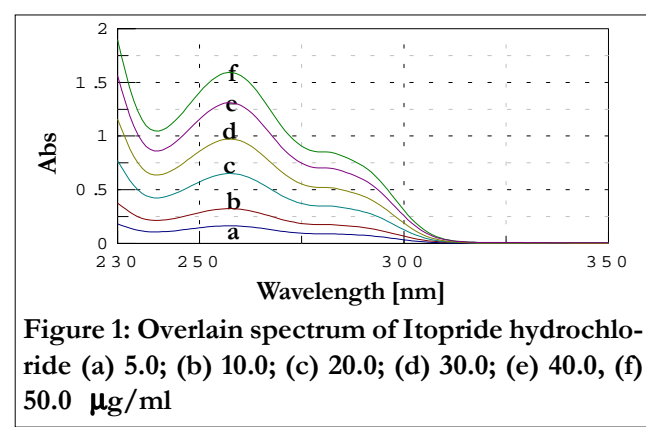 2
1.5
1
0.5
0
Abs
f
e
d
c
b
a
230 250 300 350
Wavelength [nm]
Figure 1: Overlain spectrum of Itopride hydrochlo-
ride (a) 5.0; (b) 10.0; (c) 20.0; (d) 30.0; (e) 40.0, (f)
50.0 μg/ml